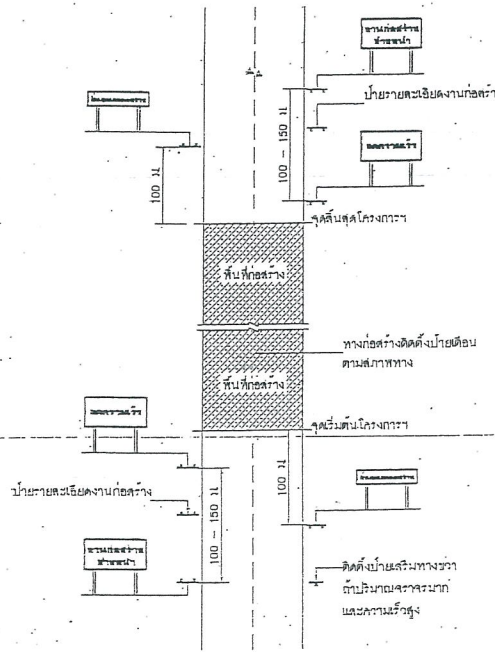 งานก่อสร้าง
ข้างหน้า
ป้ายรายละเอียดงานก่อสร้าง
100 - 150 ม
ลดความเร็ว
100 ม
จุดสิ้นสุดโครงการฯ
พื้นที่ก่อสร้าง
ทางก่อสร้างติดตั้งป้ายเตือน
ตามสภาพทาง
พื้นที่ก่อสร้าง
ลดความเร็ว
จุดเริ่มต้นโครงการฯ
ป้ายรายละเอียดงานก่อสร้าง
100 - 150 ม
100 ม
งานก่อสร้าง
ข้างหน้า
ติดตั้งป้ายเสริมทางขวา
ถ้าปริมาณจราจรมาก
และความเร็วสูง